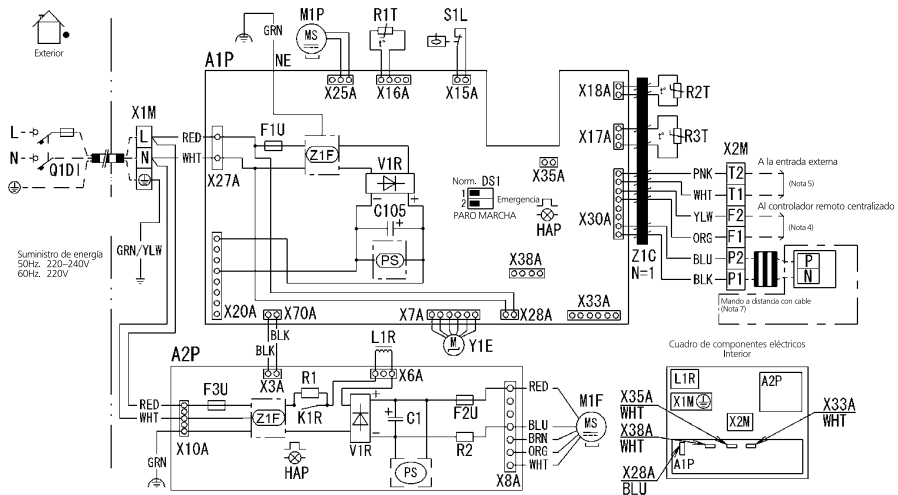 Exterior
GRN
M1P
MS
R1T
t°
S1L
A1P
NE
X25A
X16A
X15A
X18A
t°
R2T
X1M
L
N
Q1DI
L
N
RED
WHT
X27A
F1U
Z1F
V1R
X17A
t°
R3T
X35A
X2M
PNK
T2
A la entrada externa
(Nota 5)
WHT
T1
Norm.
DS1
1
2
Emergencia
PARO MARCHA
HAP
YLW
F2
Al controlador remoto centralizado
(Nota 4)
ORG
F1
X30A
C105
BLU
P2
BLK
P1
P
N
Z1C
N=1
Mando a distancia con cable
(Nota 7)
GRN/YLW
Suministro de energía
50Hz. 220-240V
60Hz. 220V
PS
X38A
X33A
X20A
X70A
X7A
X28A
M
Y1E
BLK
BLK
L1R
A2P
X3A
X6A
Cuadro de componentes eléctricos
Interior
F3U
R1
K1R
RED
WHT
X10A
Z1F
V1R
C1
F2U
R2
RED
BLU
BRN
ORG
WHT
M1F
MS
X8A
GRN
HAP
PS
L1R
A2P
X1M
X2M
X35A
WHT
X38A
WHT
X33A
WHT
X28A
BLU
A1P